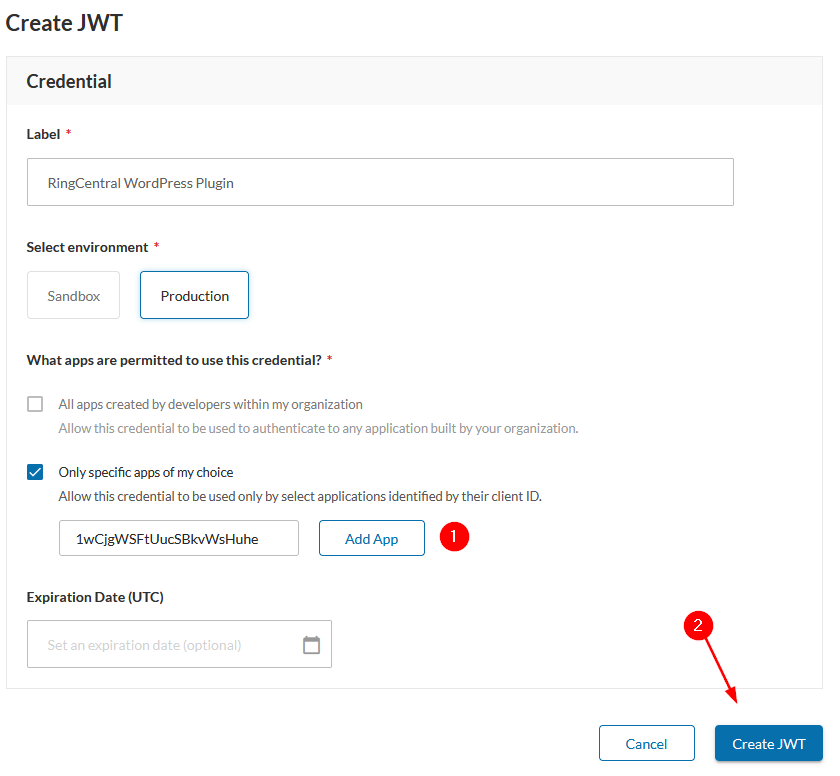 Create JWT
Credential
Label *
RingCentral WordPress Plugin
Select environment *
Sandbox
Production
What apps are permitted to use this credential? *
All apps created by developers within my organization
Allow this credential to be used to authenticate to any application built by your organization.
Only specific apps of my choice
Allow this credential to be used only by select applications identified by their client ID.
1wCjgWSFtUucSBkvWsHuhe
Add App
1
Expiration Date (UTC)
Set an expiration date (optional)
2
Cancel
Create JWT